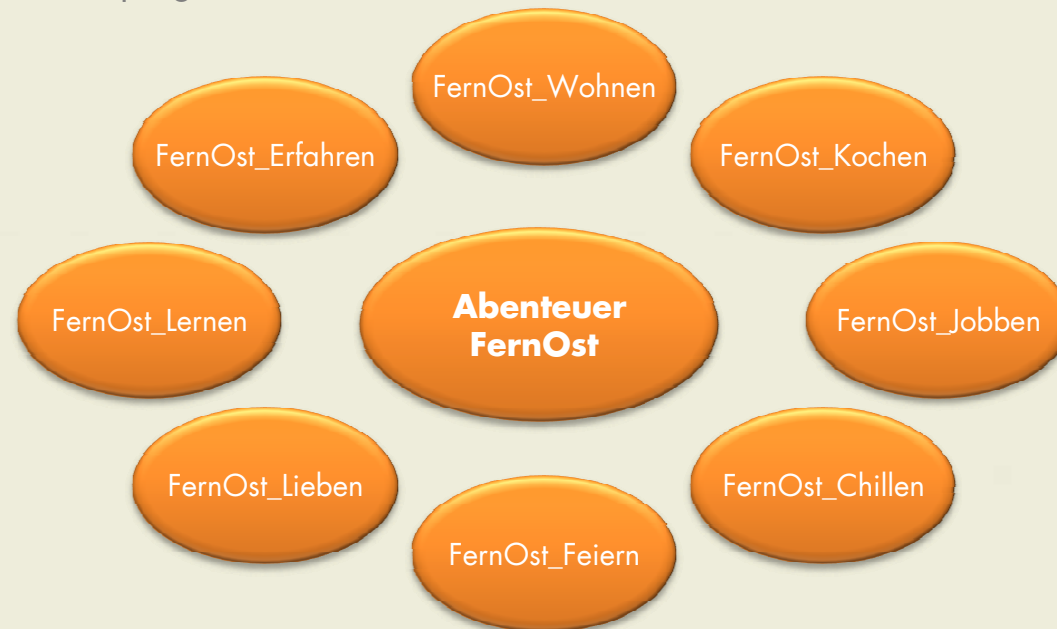 FernOst_Wohnen
FernOst_Erfahren
FernOst_Kochen
FernOst_Lernen
Abenteuer
FernOst
FernOst_Jobben
FernOst_Lieben
FernOst_Chillen
FernOst_Feiern